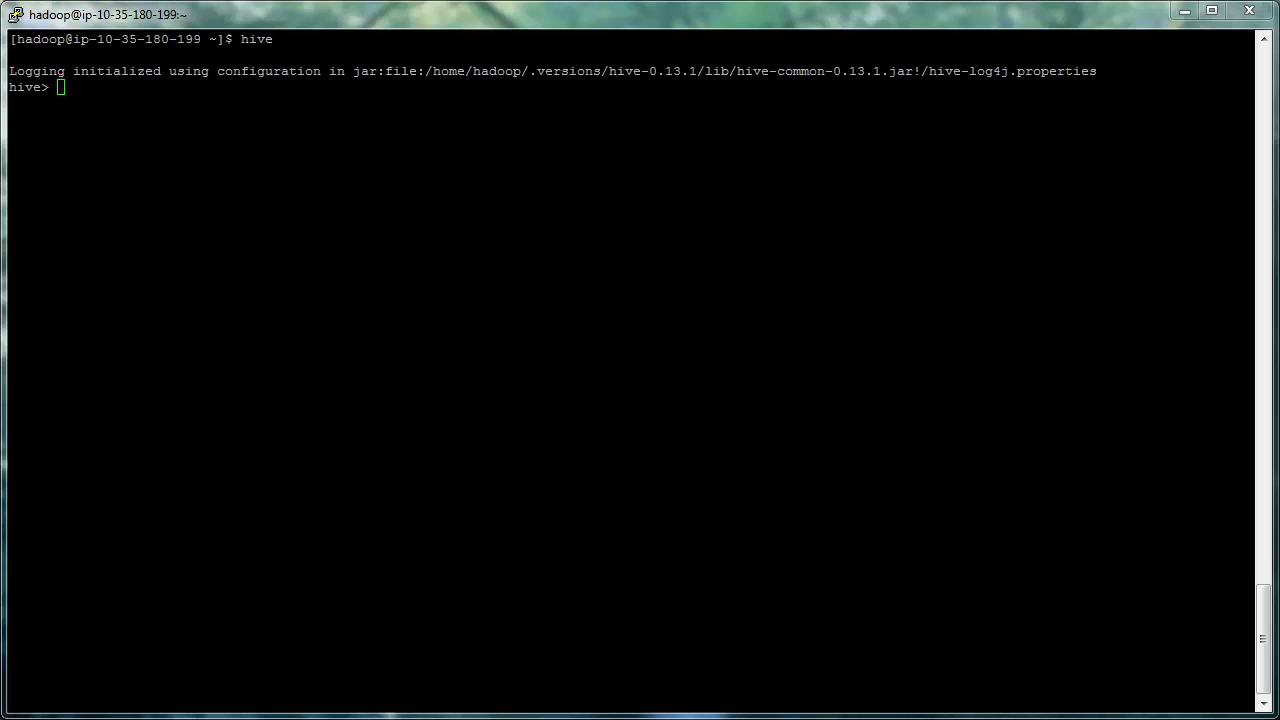 hadoop@ip-10-35-180-199:~
[hadoop@ip-10-35-180-199 ~]$ hive
Logging initialized using configuration in jar:file:/home/hadoop/.versions/hive-0.13.1/lib/hive-common-0.13.1.jar!/hive-log4j.properties
hive>